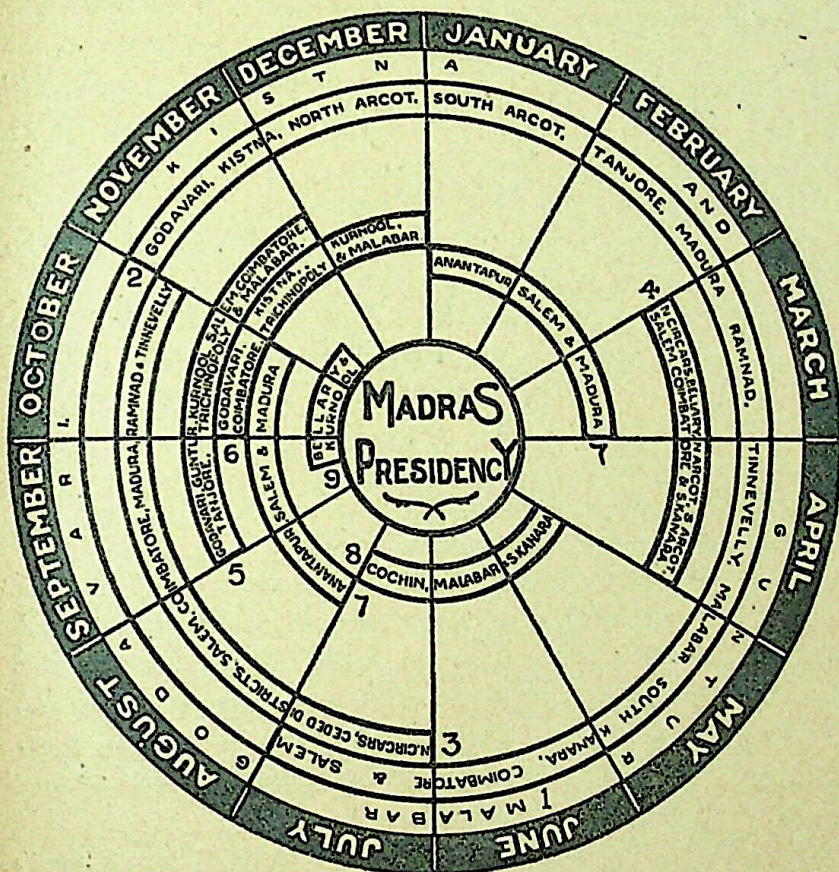 DECEMBER
JANUARY
FEBRUARY
MARCH
APRIL
MAY
JUNE
JULY
AUGUST
SEPTEMBER
OCTOBER
NOVEMBER
1 MALABAR
GODAVARI.
KISTNA
AND
GUNTUR
2
GODAVARI, KISTNA, NORTH ARCOT.
SOUTH ARCOT.
TANJORE, MADURA
RAMNAD,
TINNEVELLY, MALABAR, SOUTH KANARA,
COIMBATORE & SALEM
3
N.CIRCARS, CEDED DISTRICTS, SALEM, COIMBATORE, MADURA, RAMNAD & TINNEVELLY
4
N CIRCARS, BELLARY N ARCOT, S ARCOT,
SALEM COIMBATORE & S KANARA.
5
GODAVARI, GUNTUR, KURNOOL, SALEM, COIMBATORE,
TANJORE, TRICHINOPOLY & MALABAR.
6
GODAVARI, KISTNA, KURNOOL,
COIMBATORE, TRICHINOPOLY & MALABAR
7
ANANTAPUR SALEM & MADURA
7
ANANTAPUR SALEM & MADURA
8
COCHIN, MALABAR & S.KANARA
9
BELLARY &
KURNOOL
MADRAS
PRESIDENCY